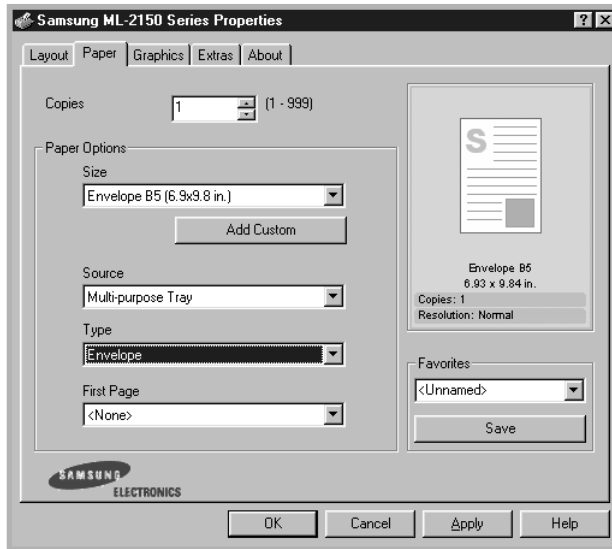 Samsung ML-2150 Series Properties
Layout
Paper
Graphics
Extras
About
Copies
1
(1 - 999)
Paper Options
Size
Envelope B5 (6.9x9.8 in.)
Add Custom
Source
Multi-purpose Tray
Type
Envelope
First Page
<None>
S
Envelope B5
6.93 x 9.84 in.
Copies: 1
Resolution: Normal
Favorites
<Unnamed>
Save
SAMSUNG
ELECTRONICS
OK
Cancel
Apply
Help